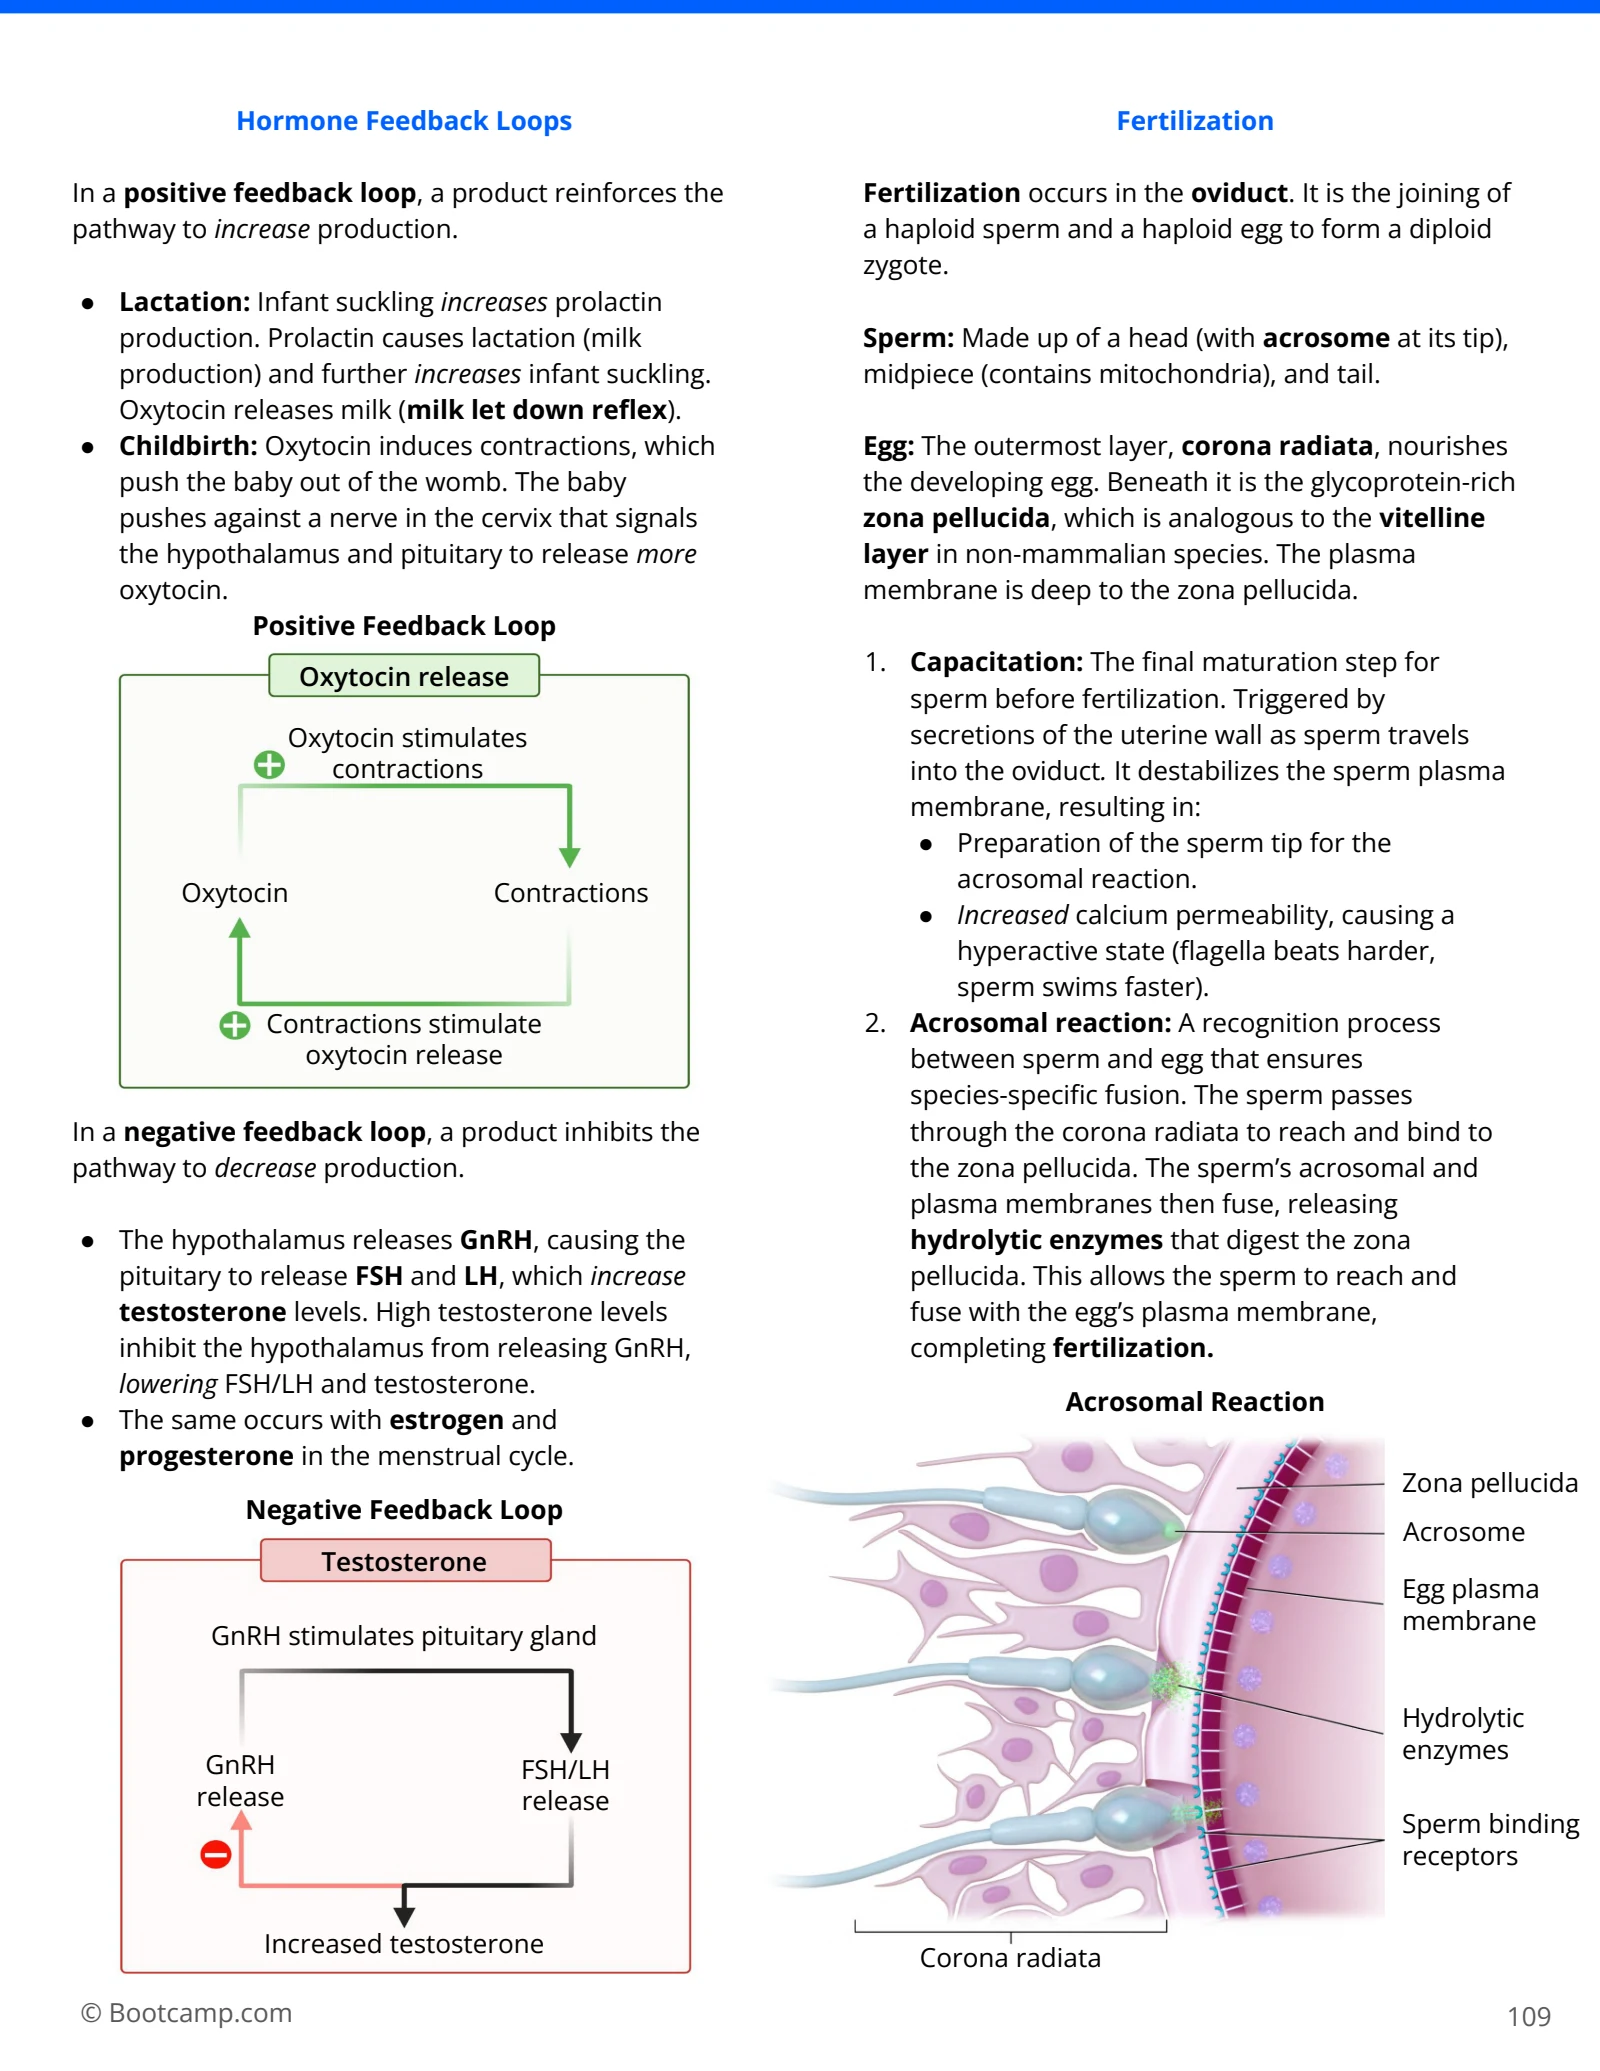 Hormone Feedback Loops
In a positive feedback loop, a product reinforces the
pathway to increase production.
● Lactation: Infant suckling increases prolactin
production. Prolactin causes lactation (milk
production) and further increases infant suckling.
Oxytocin releases milk (milk let down reflex).
● Childbirth: Oxytocin induces contractions, which
push the baby out of the womb. The baby
pushes against a nerve in the cervix that signals
the hypothalamus and pituitary to release more
oxytocin.
Positive Feedback Loop
Oxytocin release
Oxytocin stimulates
contractions
Oxytocin
Contractions
Contractions stimulate
oxytocin release
In a negative feedback loop, a product inhibits the
pathway to decrease production.
● The hypothalamus releases GnRH, causing the
pituitary to release FSH and LH, which increase
testosterone levels. High testosterone levels
inhibit the hypothalamus from releasing GnRH,
lowering FSH/LH and testosterone.
● The same occurs with estrogen and
progesterone in the menstrual cycle.
Negative Feedback Loop
Testosterone
GnRH stimulates pituitary gland
GnRH
release
FSH/LH
release
Increased testosterone
Fertilization
Fertilization occurs in the oviduct. It is the joining of
a haploid sperm and a haploid egg to form a diploid
zygote.
Sperm: Made up of a head (with acrosome at its tip),
midpiece (contains mitochondria), and tail.
Egg: The outermost layer, corona radiata, nourishes
the developing egg. Beneath it is the glycoprotein-rich
zona pellucida, which is analogous to the vitelline
layer in non-mammalian species. The plasma
membrane is deep to the zona pellucida.
1. Capacitation: The final maturation step for
sperm before fertilization. Triggered by
secretions of the uterine wall as sperm travels
into the oviduct. It destabilizes the sperm plasma
membrane, resulting in:
● Preparation of the sperm tip for the
acrosomal reaction.
● Increased calcium permeability, causing a
hyperactive state (flagella beats harder,
sperm swims faster).
2. Acrosomal reaction: A recognition process
between sperm and egg that ensures
species-specific fusion. The sperm passes
through the corona radiata to reach and bind to
the zona pellucida. The sperm's acrosomal and
plasma membranes then fuse, releasing
hydrolytic enzymes that digest the zona
pellucida. This allows the sperm to reach and
fuse with the egg's plasma membrane,
completing fertilization.
Acrosomal Reaction
Zona pellucida
Acrosome
Egg plasma
membrane
Hydrolytic
enzymes
Sperm binding
receptors
Corona radiata
© Bootcamp.com
109